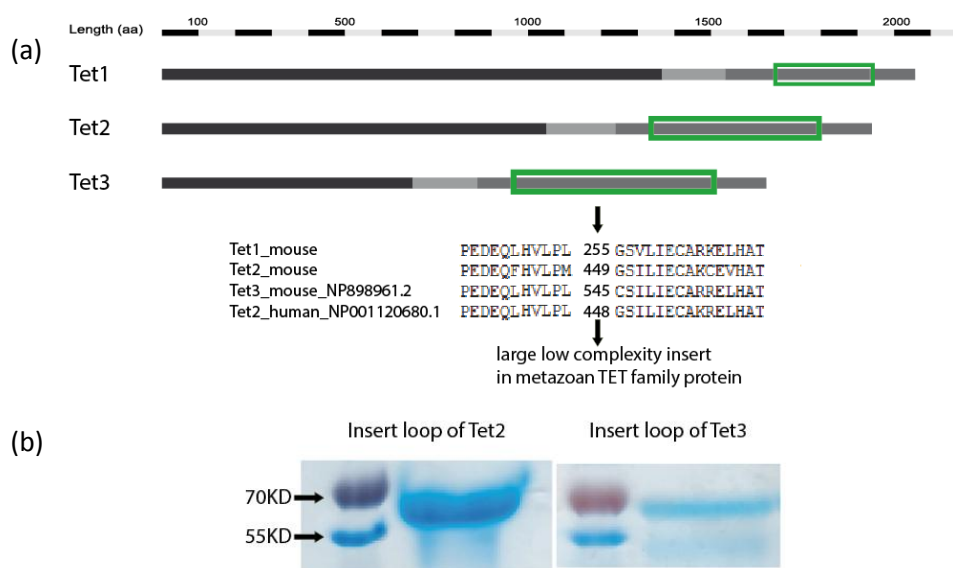 (a)
Length (aa) 100 500 1000 1500 2000
Tet1
Tet2
Tet3
Tet1_mouse PEDEQLHVLPL 255 GSVLIECARKELHAT
Tet2_mouse PEDEQFHVLPM 449 GSILIECAKCEVHAT
Tet3_mouse_NP898961.2 PEDEQLHVLPL 545 CSILIECARRELHAT
Tet2_human_NP001120680.1 PEDEQLHVLPL 448 GSILIECAKRELHAT
large low complexity insert
in metazoan TET family protein
(b)
Insert loop of Tet2 Insert loop of Tet3
70KD
55KD